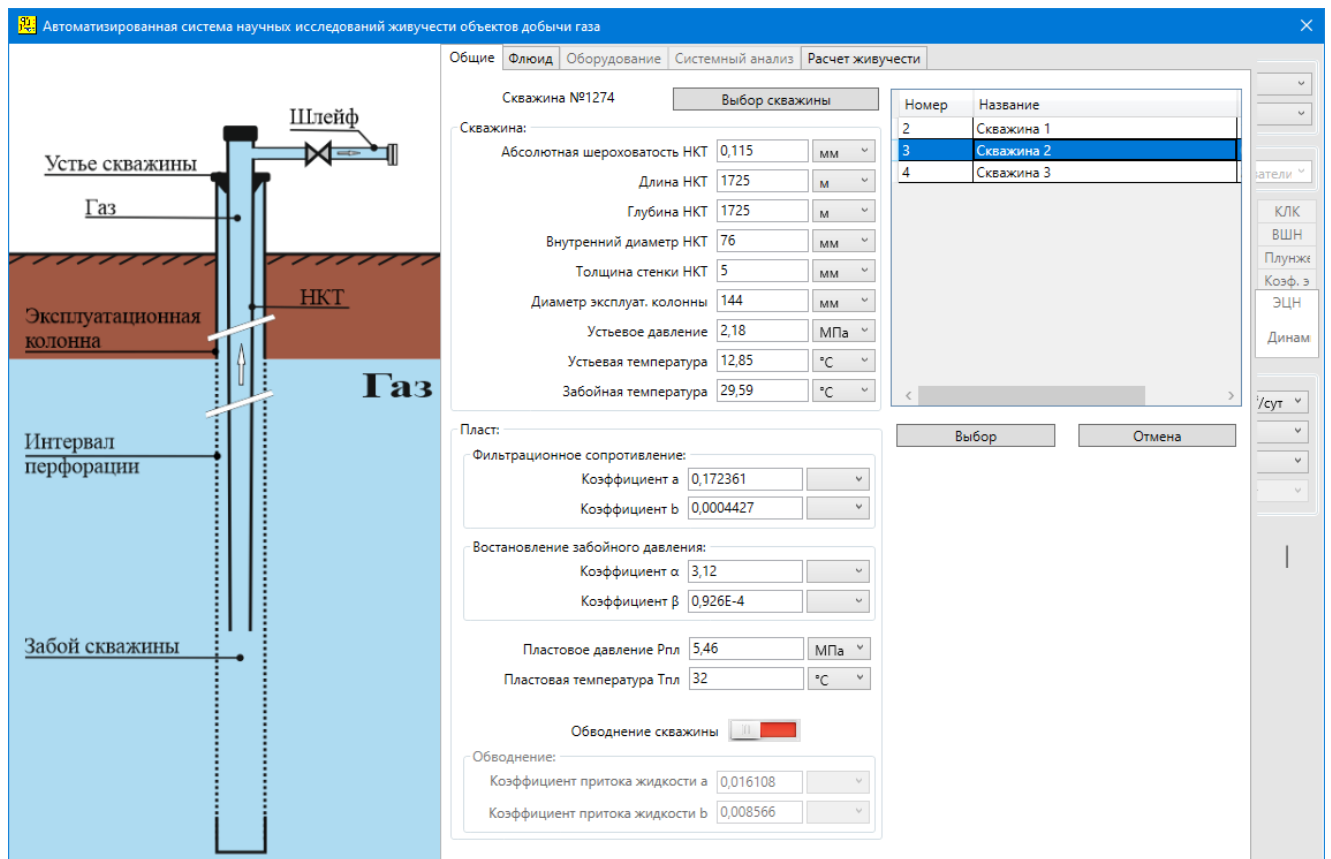 Автоматизированная система научных исследований живучести объектов добычи газа
Общие Флюид Оборудование Системный анализ Расчет живучести
Шлейф
Устье скважины
Газ
НКТ
Эксплуатационная
колонна
Газ
Интервал
перфорации
Забой скважины
Скважина №1274 Выбор скважины
Скважина:
Абсолютная шероховатость НКТ 0,115 мм
Длина НКТ 1725 м
Глубина НКТ 1725 м
Внутренний диаметр НКТ 76 мм
Толщина стенки НКТ 5 мм
Диаметр эксплуат. колонны 144 мм
Устьевое давление 2,18 МПа
Устьевая температура 12,85 °C
Забойная температура 29,59 °C
Пласт:
Фильтрационное сопротивление:
Коэффициент a 0,172361
Коэффициент b 0,0004427
Востановление забойного давления:
Коэффициент α 3,12
Коэффициент β 0,926E-4
Пластовое давление Pпл 5,46 МПа
Пластовая температура Tпл 32 °C
Обводнение скважины
Обводнение:
Коэффициент притока жидкости a 0,016108
Коэффициент притока жидкости b 0,008566
Номер Название
2 Скважина 1
3 Скважина 2
4 Скважина 3
Выбор Отмена
КЛК
ВШН
Плунже
Коэф. э
ЭЦН
Динам
/сут